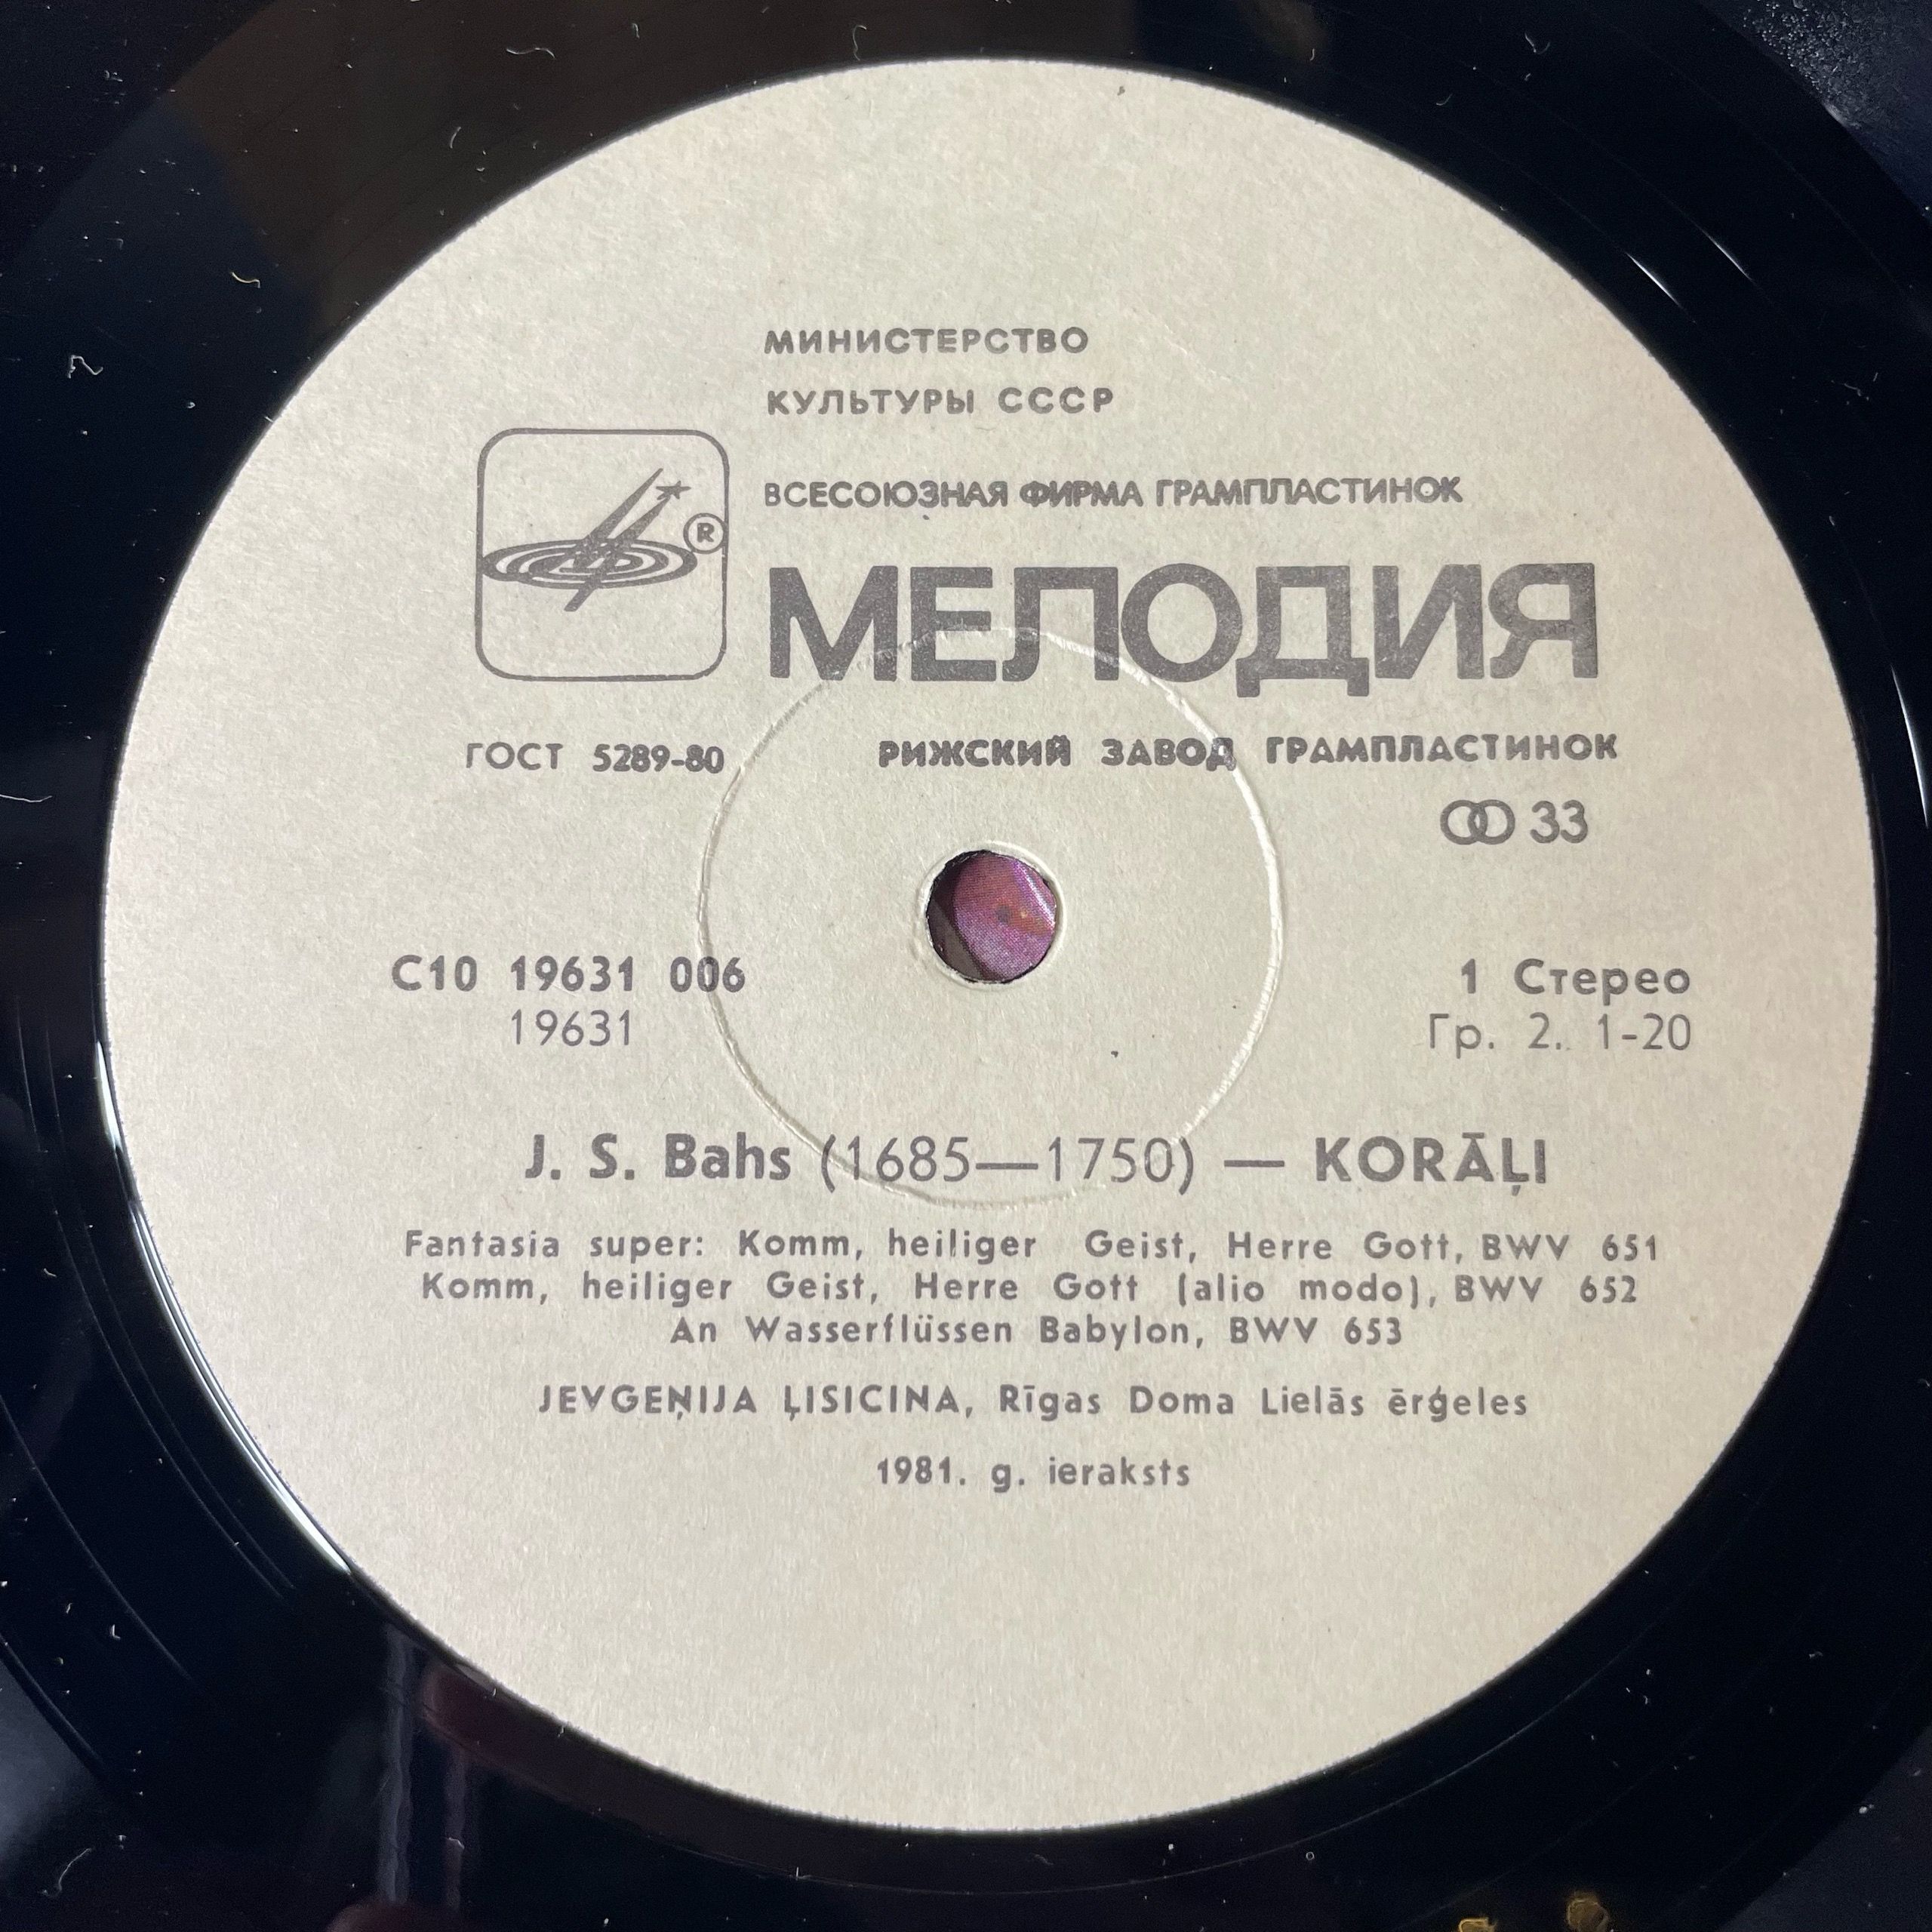 МИНИСТЕРСТВО
КУЛЬТУРЫ СССР
ВСЕСОЮЗНАЯ ФИРМА ГРАМПЛАСТИНОК
®
МЕЛОДИЯ
ГОСТ 5289-80 РИЖСКИЙ ЗАВОД ГРАМПЛАСТИНОК
33
С10 19631 006 1 Стерео
19631 Гр. 2. 1-20
J. S. Bahs (1685—1750) — KORĀĻI
Fantasia super: Komm, heiliger Geist, Herre Gott, BWV 651
Komm, heiliger Geist, Herre Gott (alio modo), BWV 652
An Wasserflüssen Babylon, BWV 653
JEVGEŅIJA ĻISICINA, Rīgas Doma Lielās ērģeles
1981. g. ieraksts